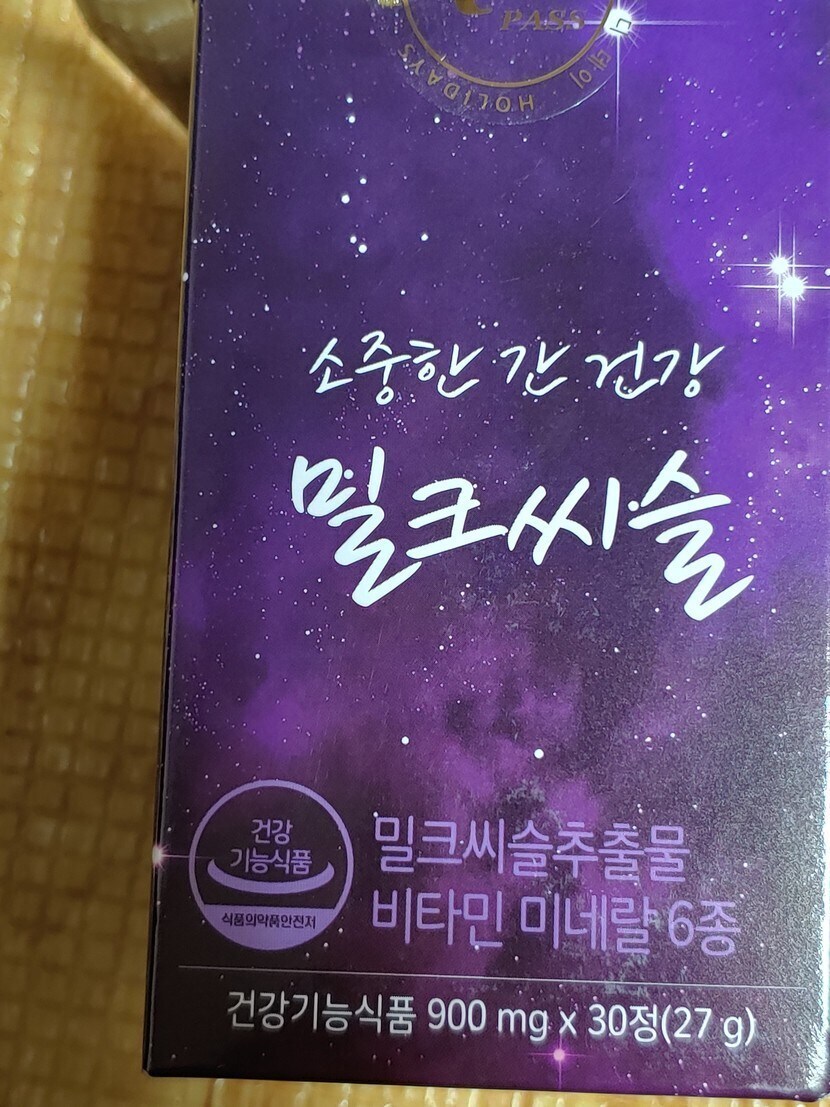 PASS
HOLIDAYS
소중한 간 건강
밀크씨슬
건강
기능식품
식품의약품안전처
밀크씨슬추출물
비타민 미네랄 6종
건강기능식품 900 mg x 30정(27 g)